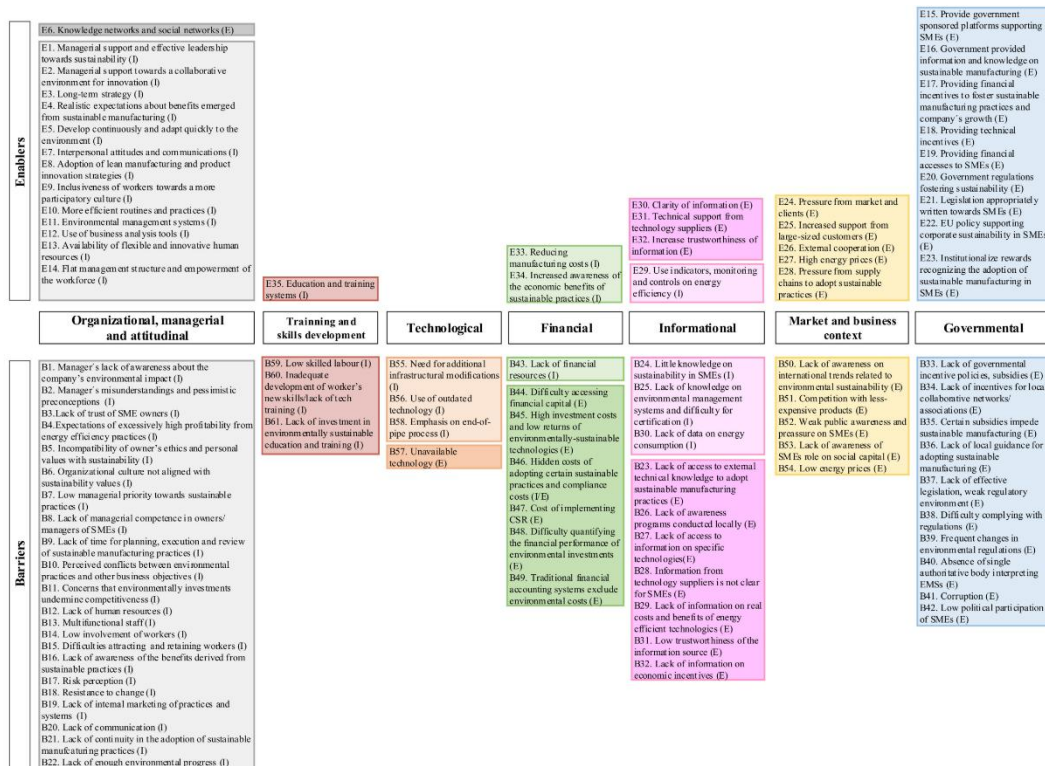 Enablers
E6. Knowledge networks and social networks (E)
E1. Managerial support and effective leadership
towards sustainability (I)
E2. Managerial support towards a collaborative
environment for innovation (I)
E3. Long-term strategy (I)
E4. Realistic expectations about benefits emerged
from sustainable manufacturing (I)
E5. Develop continuously and adapt quickly to the
environment (I)
E7. Interpersonal attitudes and communications (I)
E8. Adoption of lean manufacturing and product
innovation strategies (I)
E9. Inclusiveness of workers towards a more
participatory culture (I)
E10. More efficient routines and practices (I)
E11. Environmental management systems (I)
E12. Use of business analysis tools (I)
E13. Availability of flexible and innovative human
resources (I)
E14. Flat management structure and empowerment of
the workforce (I)
E35. Education and training
systems (I)
E33. Reducing
manufacturing costs (I)
E34. Increased awareness of
the economic benefits of
sustainable practices (I)
E30. Clarity of information (E)
E31. Technical support from
technology suppliers (E)
E32. Increase trustworthiness of
information (E)
E29. Use indicators, monitoring
and controls on energy
efficiency (I)
E24. Pressure from market and
clients (E)
E25. Increased support from
large-sized customers (E)
E26. External cooperation (E)
E27. High energy prices (E)
E28. Pressure from supply
chains to adopt sustainable
practices (E)
E15. Provide government
sponsored platforms supporting
SMEs (E)
E16. Government provided
information and knowledge on
sustainable manufacturing (E)
E17. Providing financial
incentives to foster sustainable
manufacturing practices and
company´s growth (E)
E18. Providing technical
incentives (E)
E19. Providing financial
accesses to SMEs (E)
E20. Government regulations
fostering sustainability (E)
E21. Legislation appropriately
written towards SMEs (E)
E22. EU policy supporting
corporate sustainability in SMEs
(E)
E23. Institutionalize rewards
recognizing the adoption of
sustainable manufacturing in
SMEs (E)
Organizational, managerial
and attitudinal
Trainning and
skills development
Technological
Financial
Informational
Market and business
context
Governmental
Barriers
B1. Manager´s lack of awareness about the
company's environmental impact (I)
B2. Manager´s misunderstandings and pessimistic
preconceptions (I)
B3.Lack of trust of SME owners (I)
B4.Expectations of excessively high profitability from
energy efficiency practices (I)
B5. Incompatibility of owner's ethics and personal
values with sustainability (I)
B6. Organizational culture not aligned with
sustainability values (I)
B7. Low managerial priority towards sustainable
practices (I)
B8. Lack of managerial competence in owners/
managers of SMEs (I)
B9. Lack of time for planning, execution and review
of sustainable manufacturing practices (I)
B10. Perceived conflicts between environmental
practices and other business objectives (I)
B11. Concerns that environmentally investments
undermine competitiveness (I)
B12. Lack of human resources (I)
B13. Multifunctional staff (I)
B14. Low involvement of workers (I)
B15. Difficulties attracting and retaining workers (I)
B16. Lack of awareness of the benefits derived from
sustainable practices (I)
B17. Risk perception (I)
B18. Resistance to change (I)
B19. Lack of internal marketing of practices and
systems (I)
B20. Lack of communication (I)
B21. Lack of continuity in the adoption of sustainable
manufcaturing practices (I)
B22. Lack of enough environmental progress (I)
B59. Low skilled labour (I)
B60. Inadequate
development of worker's
new skills/lack of tech
training (I)
B61. Lack of investment in
environmentally sustainable
education and training (I)
B55. Need for additional
infrastructural modifications
(I)
B56. Use of outdated
technology (I)
B58. Emphasis on end-of-
pipe process (I)
B57. Unavailable
technology (E)
B43. Lack of financial
resources (I)
B44. Difficulty accessing
financial capital (E)
B45. High investment costs
and low returns of
environmentally-sustainable
technologies (E)
B46. Hidden costs of
adopting certain sustainable
practices and compliance
costs (I/E)
B47. Cost of implementing
CSR (E)
B48. Difficulty quantifying
the financial performance of
environmental investments
(E)
B49. Traditional financial
accounting systems exclude
environmental costs (E)
B24. Little knowledge on
sustainability in SMEs (I)
B25. Lack of knowledge on
environmental management
systems and difficulty for
certification (I)
B30. Lack of data on energy
consumption (I)
B23. Lack of access to external
technical knowledge to adopt
sustainable manufacturing
practices (E)
B26. Lack of awareness
programs conducted locally (E)
B27. Lack of access to
information on specific
technologies(E)
B28. Information from
technology suppliers is not clear
for SMEs (E)
B29. Lack of information on real
costs and benefits of energy
efficient technologies (E)
B31. Low trustworthiness of the
information source (E)
B32. Lack of information on
economic incentives (E)
B50. Lack of awareness on
international trends related to
environmental sustainability (E)
B51. Competition with less-
expensive products (E)
B52. Weak public awareness and
preassure on SMEs (E)
B53. Lack of awareness of
SMEs role on social capital (E)
B54. Low energy prices (E)
B33. Lack of governmental
incentive policies, subsidies (E)
B34. Lack of incentives for local
collaborative networks/
associations (E)
B35. Certain subsidies impede
sustainable manufacturing (E)
B36. Lack of local guidance for
adopting sustainable
manufacturing (E)
B37. Lack of effective
legislation, weak regulatory
environment (E)
B38. Difficulty complying with
regulations (E)
B39. Frequent changes in
environmental regulations (E)
B40. Absence of single
authoritative body interpreting
EMSs (E)
B41. Corruption (E)
B42. Low political participation
of SMEs (E)